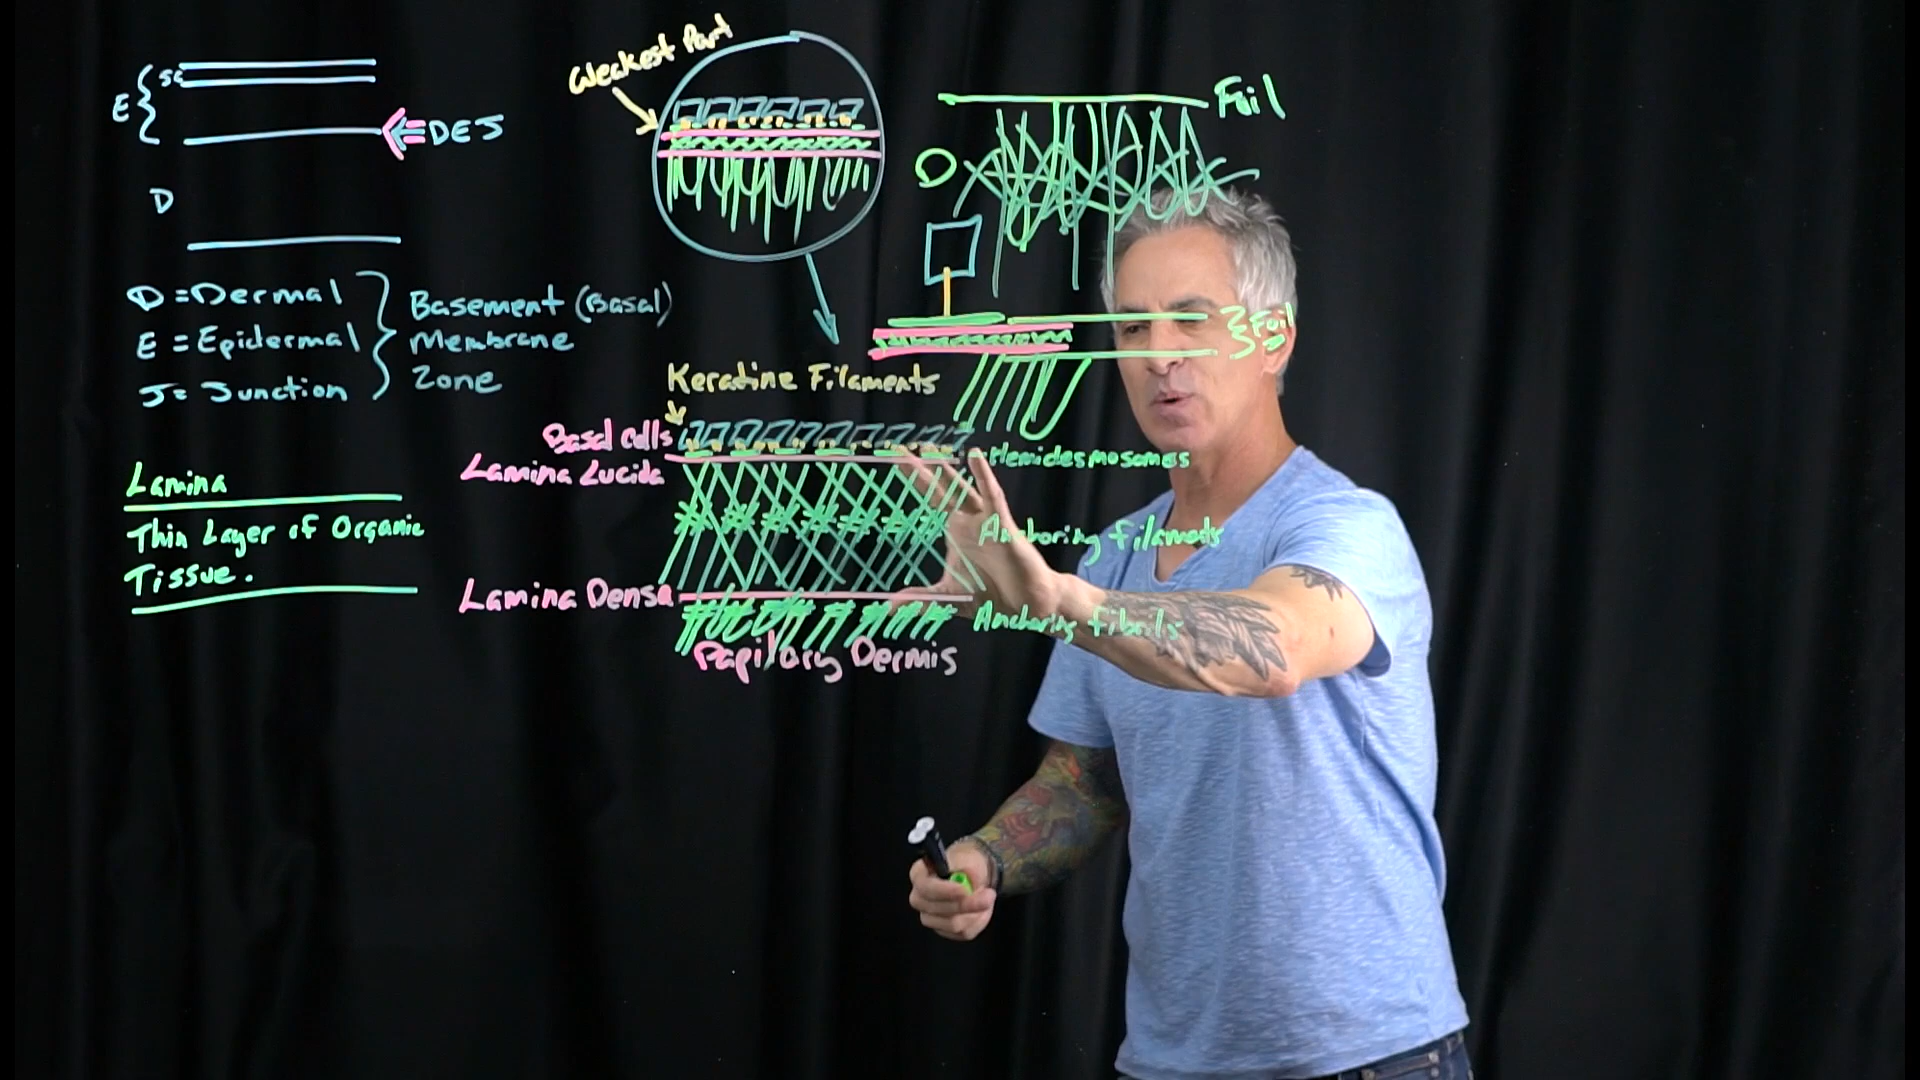 SC
E
DEJ
D
D = Dermal
E = Epidermal
J = Junction
Basement (Basal)
Membrane
Zone
Lamina
Thin Layer of Organic
Tissue.
Weakest Part
Foil
D
Foil
Keratine Filaments
Basal cells
Lamina Lucida
Hemidesmosomes
Anchoring filaments
Lamina Densa
Anchoring fibrils
Papillary Dermis